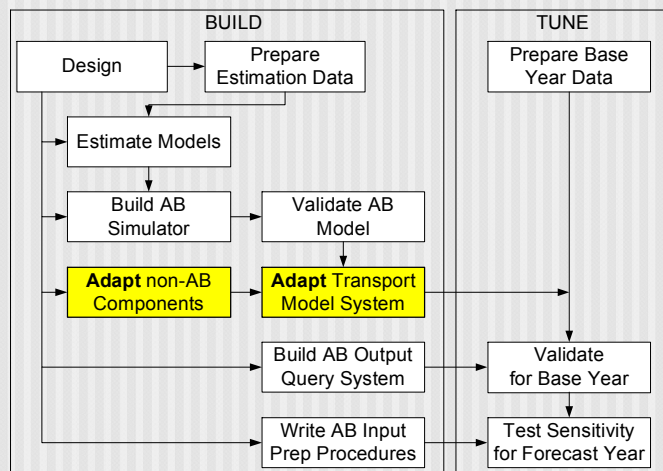 BUILD
TUNE
Design
Prepare
Estimation Data
Prepare Base
Year Data
Estimate Models
Build AB
Simulator
Validate AB
Model
Adapt non-AB
Components
Adapt Transport
Model System
Build AB Output
Query System
Validate
for Base Year
Write AB Input
Prep Procedures
Test Sensitivity
for Forecast Year